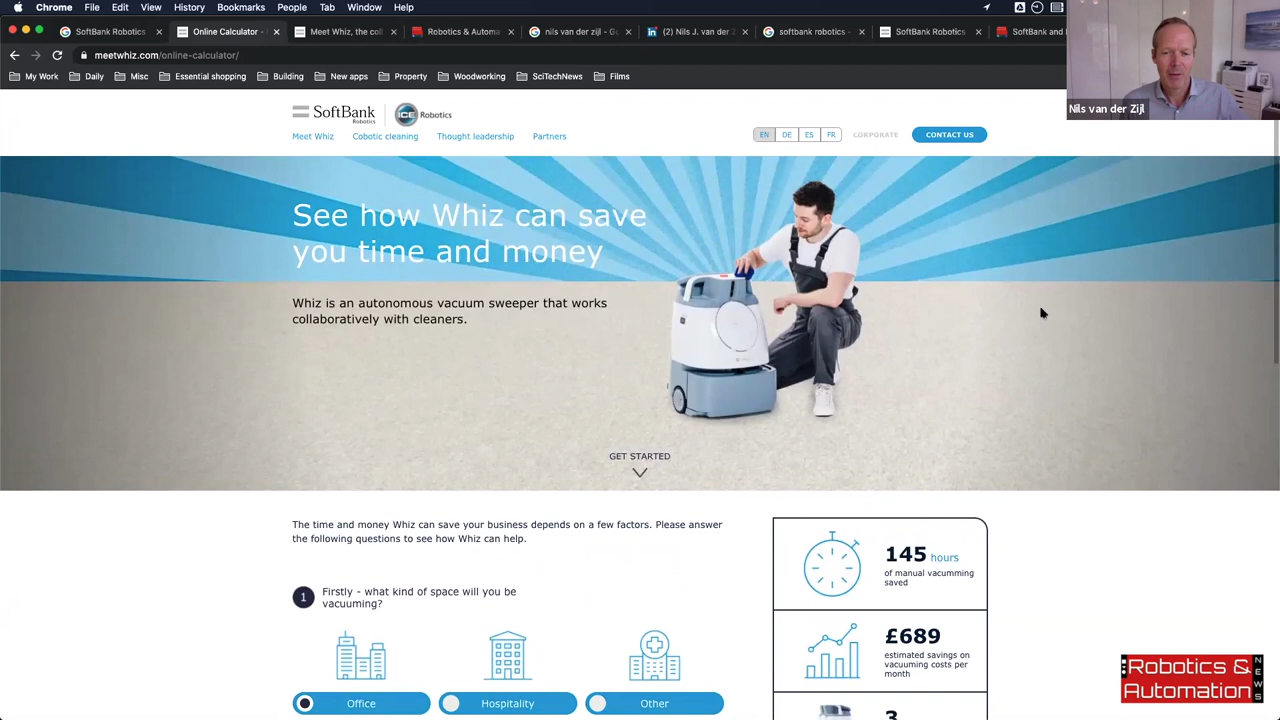 Chrome File Edit View History Bookmarks People Tab Window Help
SoftBank Robotics Online Calculator - Meet Whiz, the col Robotics & Automa nils van der zijl - Go (2) Nils J. van der Z softbank robotics - SoftBank Robotics SoftBank and
meetwhiz.com/online-calculator/
My Work Daily Misc Essential shopping Building New apps Property Woodworking SciTechNews Films
Nils van der Zijl
SoftBank Robotics ICE Robotics
Meet Whiz Cobotic cleaning Thought leadership Partners
EN DE ES FR CORPORATE CONTACT US
See how Whiz can save
you time and money
Whiz is an autonomous vacuum sweeper that works
collaboratively with cleaners.
GET STARTED
The time and money Whiz can save your business depends on a few factors. Please answer
the following questions to see how Whiz can help.
1 Firstly - what kind of space will you be
vacuuming?
Office Hospitality Other
145 hours
of manual vacumming
saved
£689
estimated savings on
vacuuming costs per
month
3
Robotics &
Automation
NEWS